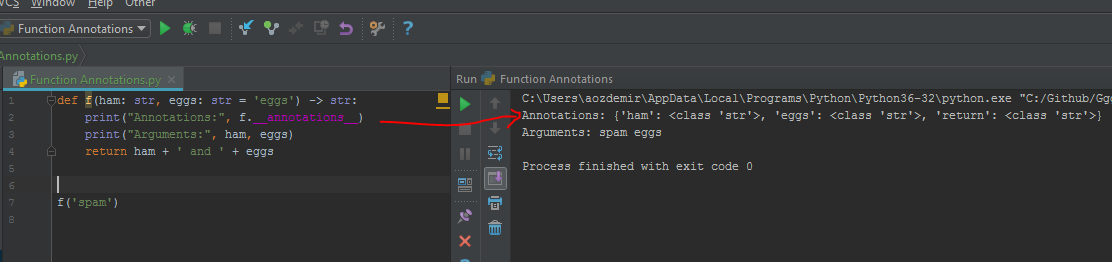 VCS Window Help Other
Function Annotations
Annotations.py
Function Annotations.py
Run Function Annotations
1 def f(ham: str, eggs: str = 'eggs') -> str:
2 print("Annotations:", f.__annotations__)
3 print("Arguments:", ham, eggs)
4 return ham + ' and ' + eggs
5
6
7 f('spam')
8
C:\Users\aozdemir\AppData\Local\Programs\Python\Python36-32\python.exe "C:/Github/Ggc
Annotations: {'ham': <class 'str'>, 'eggs': <class 'str'>, 'return': <class 'str'>}
Arguments: spam eggs
Process finished with exit code 0